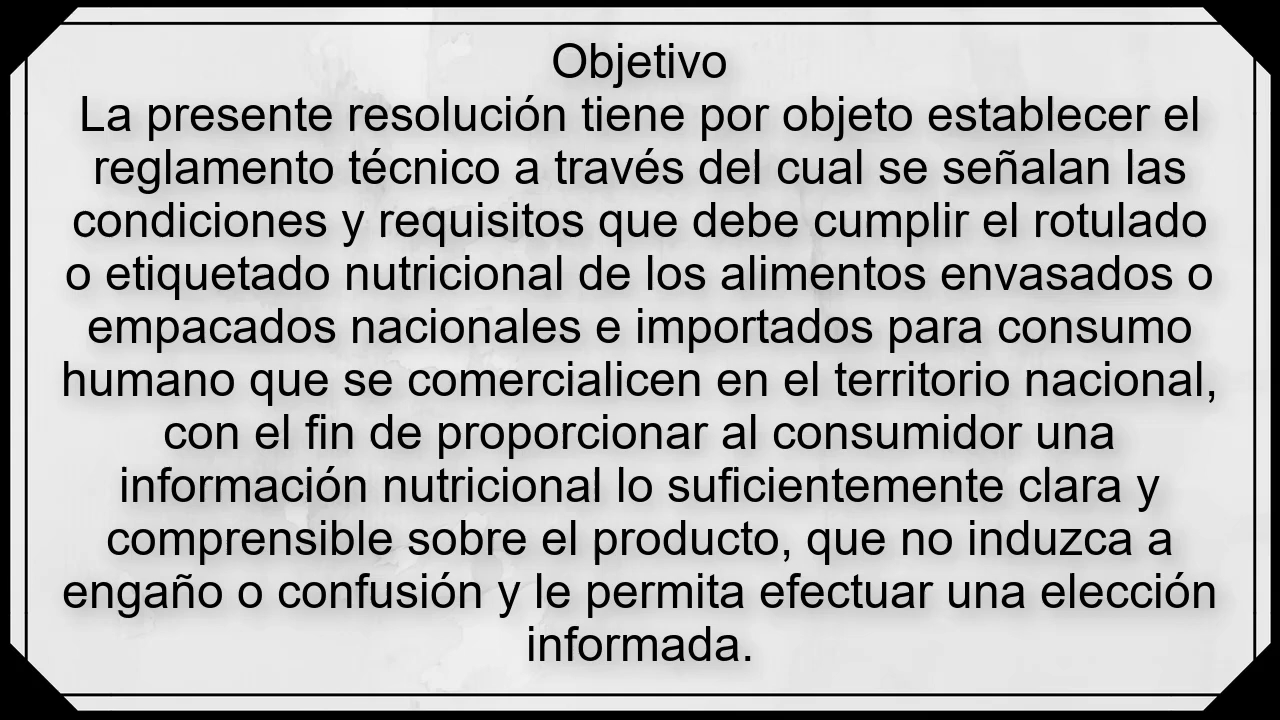 Objetivo
La presente resolución tiene por objeto establecer el
reglamento técnico a través del cual se señalan las
condiciones y requisitos que debe cumplir el rotulado
o etiquetado nutricional de los alimentos envasados o
empacados nacionales e importados para consumo
humano que se comercialicen en el territorio nacional,
con el fin de proporcionar al consumidor una
información nutricional lo suficientemente clara y
comprensible sobre el producto, que no induzca a
engaño o confusión y le permita efectuar una elección
informada.